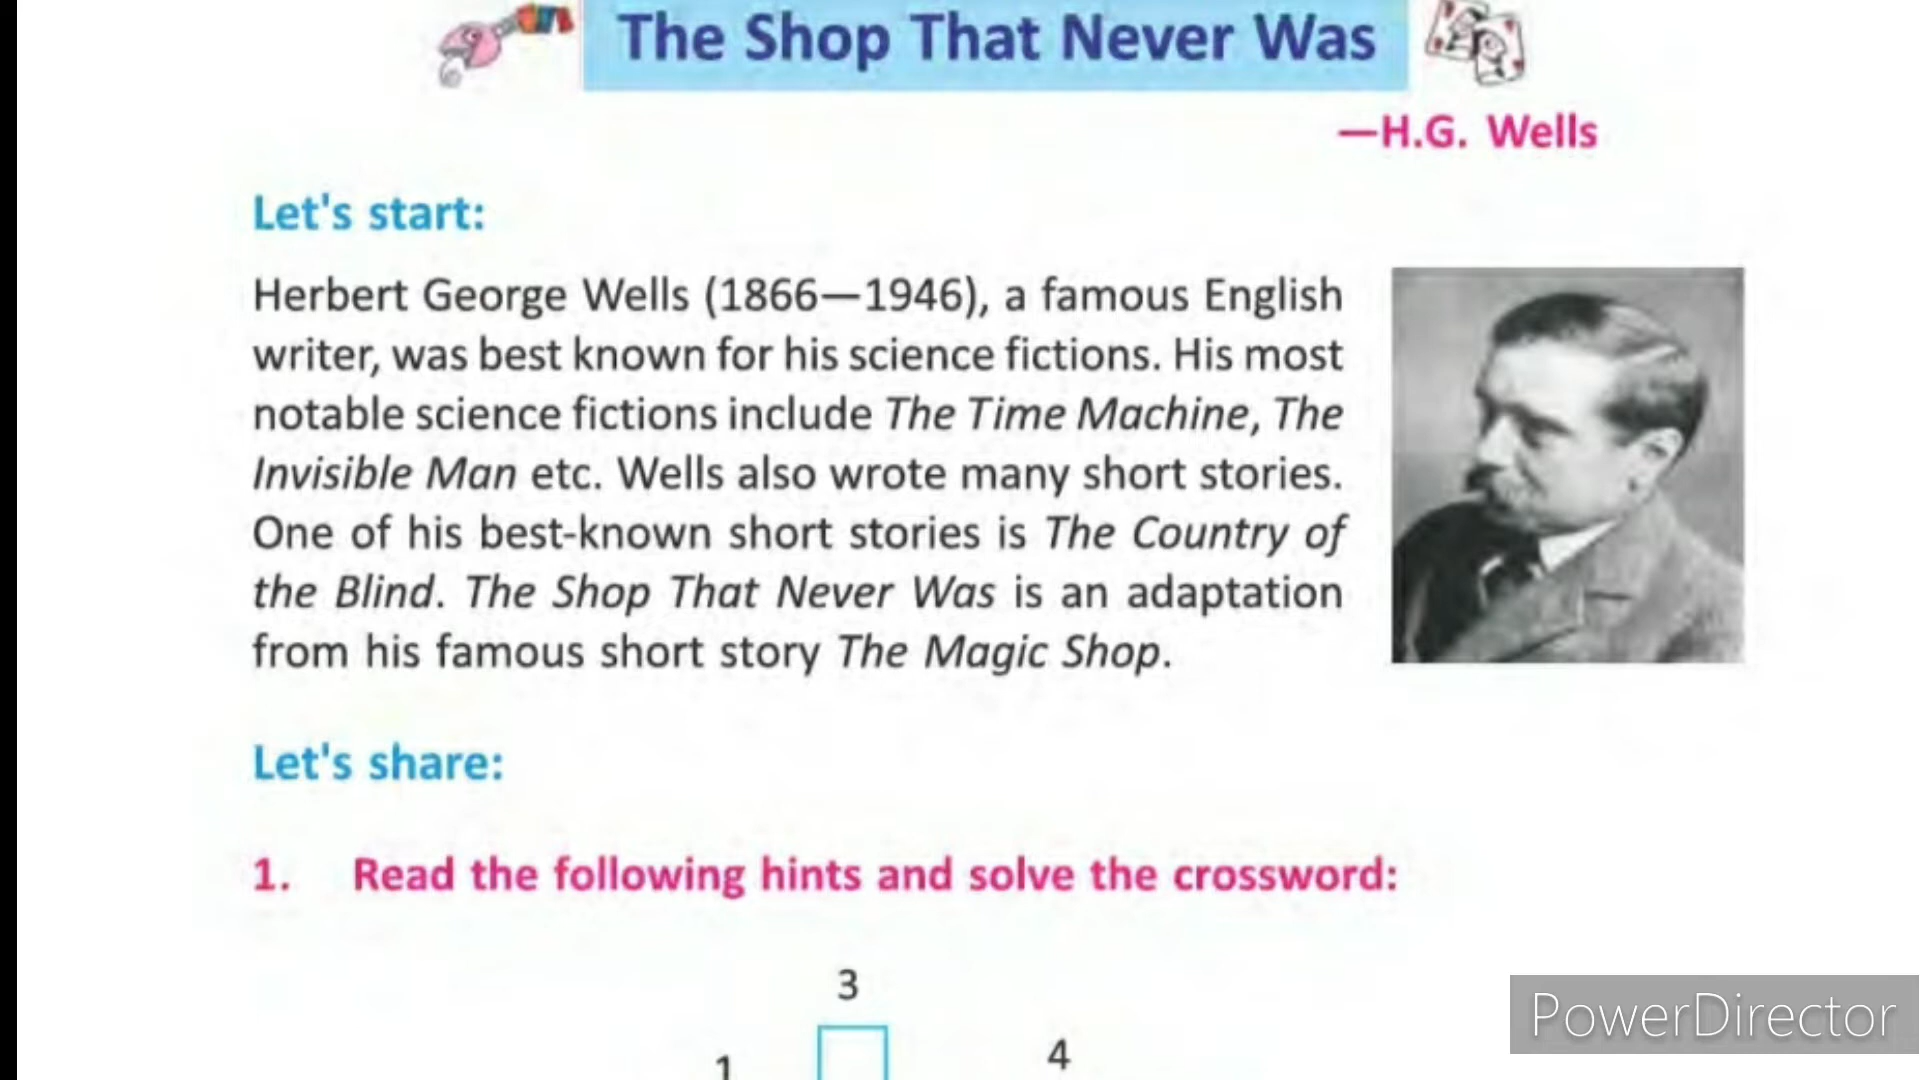 The Shop That Never Was
—H.G. Wells
Let's start:
Herbert George Wells (1866—1946), a famous English
writer, was best known for his science fictions. His most
notable science fictions include The Time Machine, The
Invisible Man etc. Wells also wrote many short stories.
One of his best-known short stories is The Country of
the Blind. The Shop That Never Was is an adaptation
from his famous short story The Magic Shop.
Let's share:
1. Read the following hints and solve the crossword:
3
1
4
PowerDirector